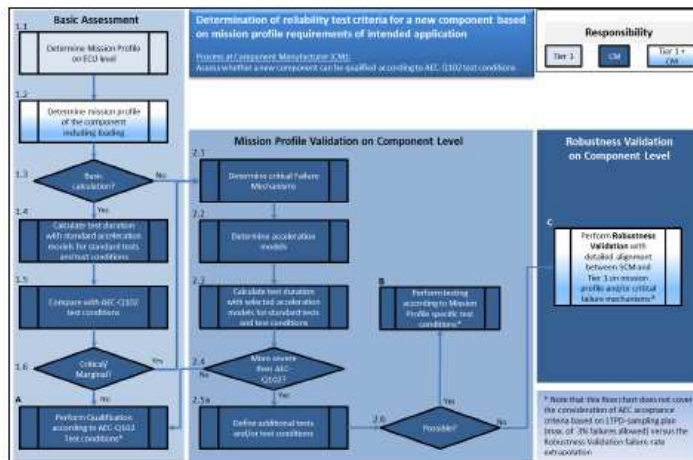 Basic Assessment
1.1
Determine Mission Profile
on ECU level
1.2
Determine mission profile
of the component
including loading
1.3
Basic
calculation?
No
Yes
1.4
Calculate test duration
with standard acceleration
models for standard tests
and test conditions
1.5
Compare with AEC-Q102
test conditions
1.6
Critical/
Marginal?
Yes
No
A
Perform Qualification
according to AEC-Q102
Test conditions*
Determination of reliability test criteria for a new component based
on mission profile requirements of intended application
Process at Component Manufacturer (CM):
Assess whether a new component can be qualified according to AEC-Q102 test conditions
Responsibility
Tier 1
CM
Tier 1 +
CM
Mission Profile Validation on Component Level
2.1
Determine critical Failure
Mechanisms
2.2
Determine acceleration
models
2.3
Calculate test duration
with selected acceleration
models for standard tests
and test conditions
2.4
More severe
then AEC-
Q102?
No
Yes
2.5a
Define additional tests
and/or test conditions
2.6
Possible?
Yes
No
B
Perform testing
according to Mission
Profile specific test
conditions.*
Robustness Validation
on Component Level
C
Perform Robustness
Validation with
detailed alignment
between SCM and
Tier 1 on mission
profile and/or critical
failure mechanisms*
* Note that this flowchart does not cover
the consideration of AEC acceptance
criteria based on LTPD-sampling plan
(max. of 3% failures allowed) versus the
Robustness Validation failure rate
extrapolation